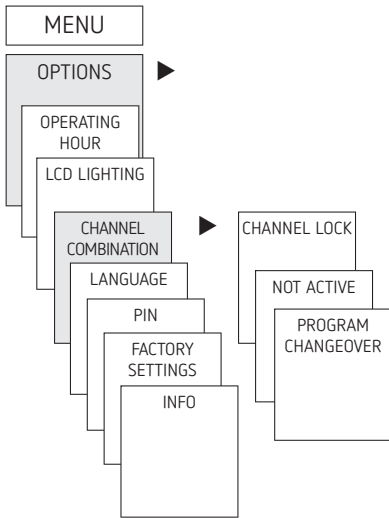 MENU
OPTIONS
OPERATING
HOUR
LCD LIGHTING
CHANNEL
COMBINATION
LANGUAGE
PIN
FACTORY
SETTINGS
INFO
CHANNEL LOCK
NOT ACTIVE
PROGRAM
CHANGEOVER